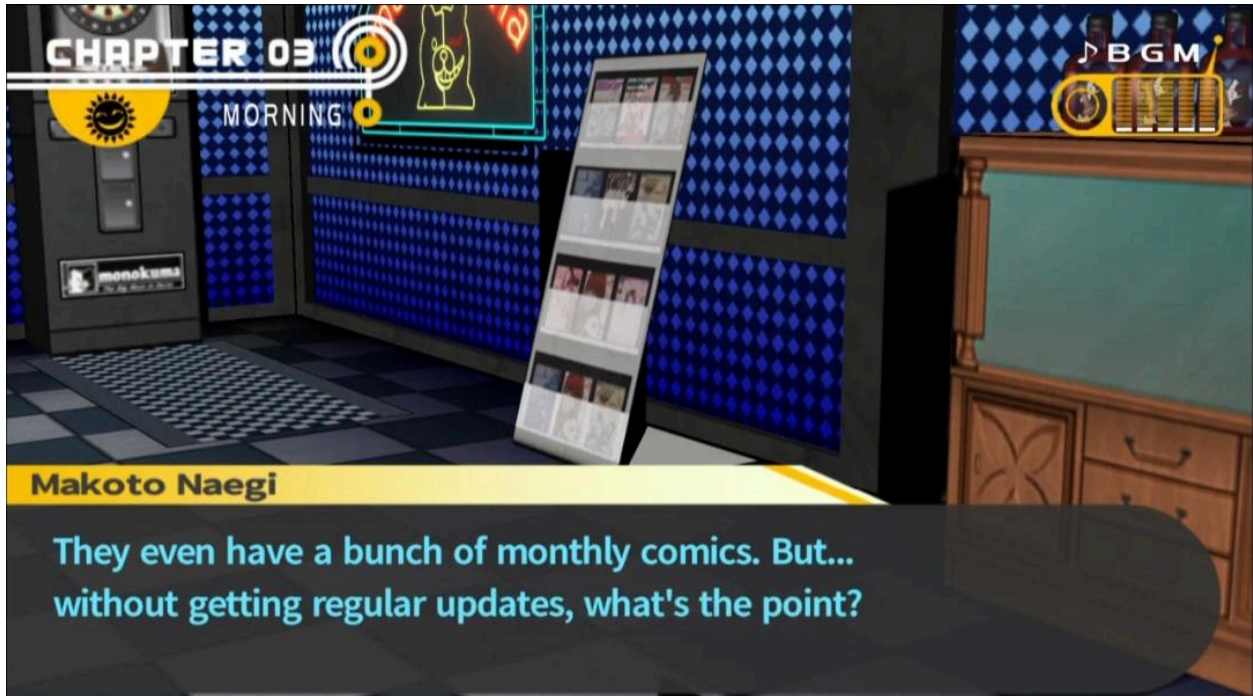 CHAPTER 03
MORNING
♪BGM
monokuma
Makoto Naegi
They even have a bunch of monthly comics. But...
without getting regular updates, what's the point?